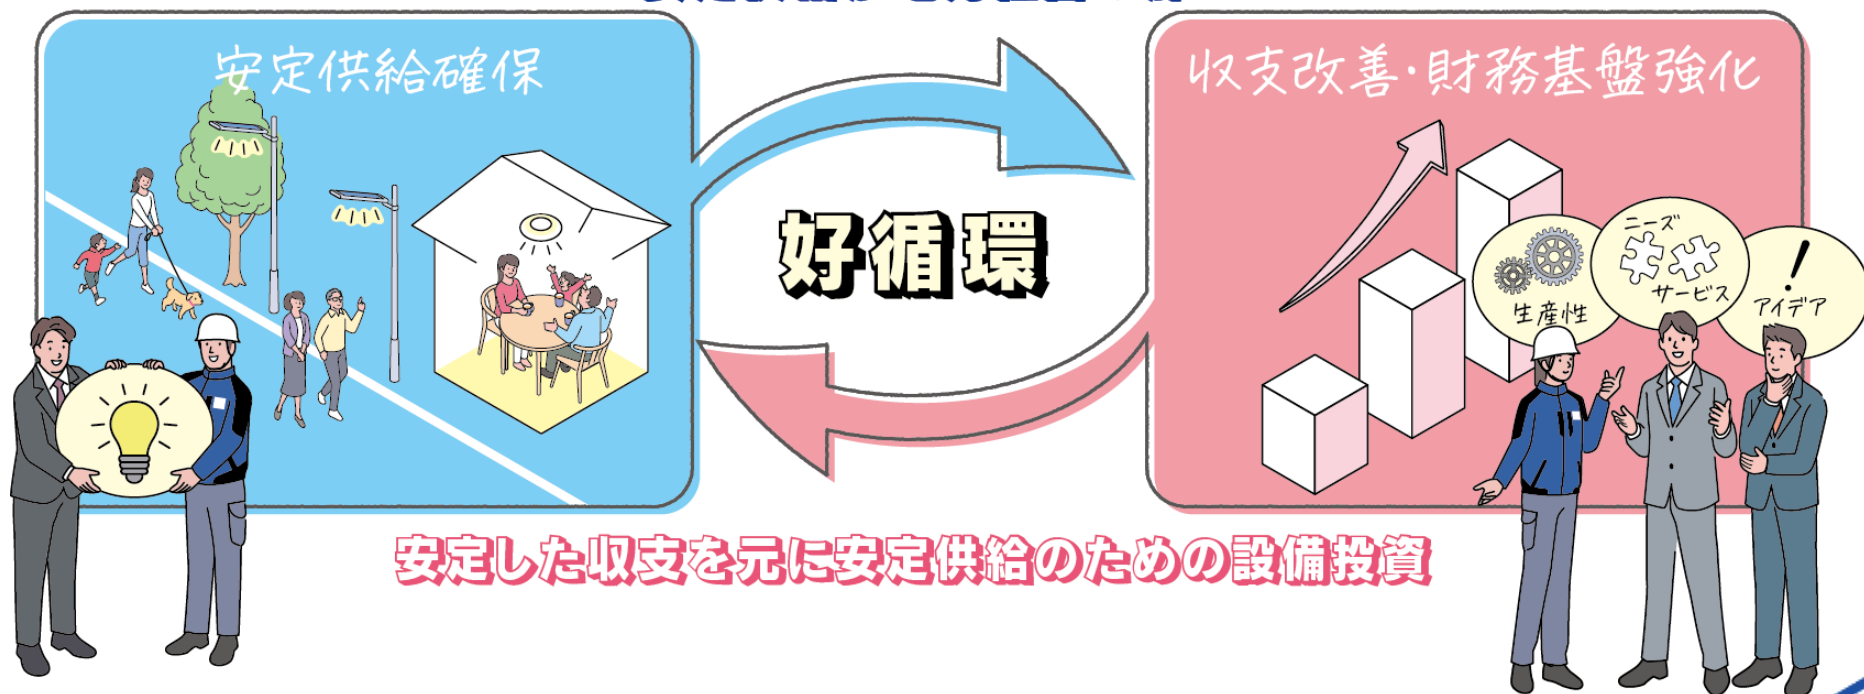 安定供給確保
収支改善・財務基盤強化
好循環
生産性
ニーズ
サービス
!
アイデア
安定した収支を元に安定供給のための設備投資